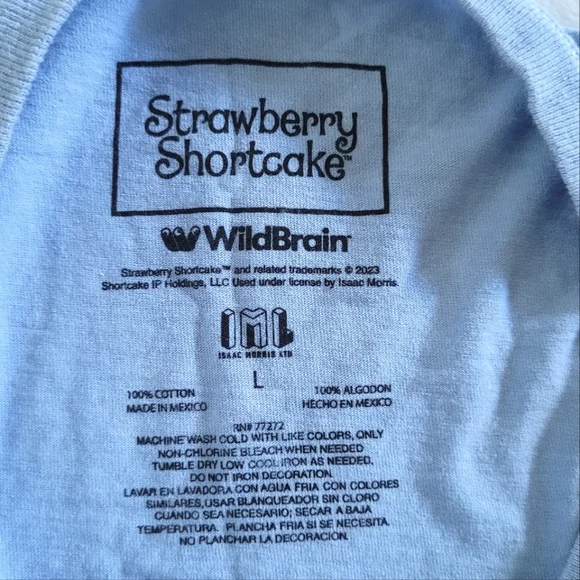 Strawberry
Shortcake™
WildBrain™
Strawberry Shortcake™ and related trademarks © 2023
Shortcake IP Holdings, LLC Used under license by Isaac Morris.
IML
ISAAC MORRIS LTD
L
100% COTTON 100% ALGODON
MADE IN MEXICO HECHO EN MEXICO
RN# 77272
MACHINE WASH COLD WITH LIKE COLORS, ONLY
NON-CHLORINE BLEACH WHEN NEEDED
TUMBLE DRY LOW COOL IRON AS NEEDED,
DO NOT IRON DECORATION.
LAVAR EN LAVADORA CON AGUA FRIA CON COLORES
SIMILARES, USAR BLANQUEADOR SIN CLORO
CUANDO SEA NECESARIO; SECAR A BAJA
TEMPERATURA. PLANCHA FRIA SI SE NECESITA.
NO PLANCHAR LA DECORACION.